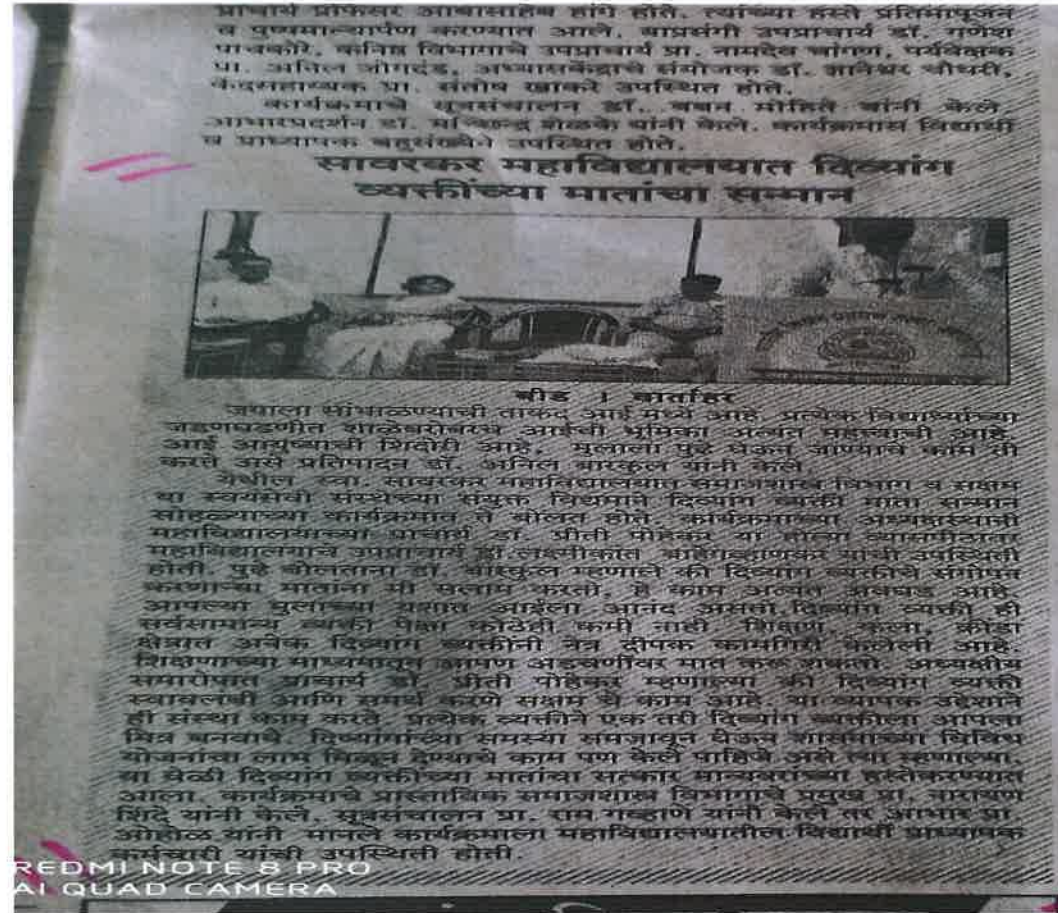 प्राचार्य प्रोफेसर आबासाहेब हांगे होते. त्यांच्या हस्ते प्रतिमापूजन
व पुष्पमाल्यार्पण करण्यात आले. याप्रसंगी उपप्राचार्य डॉ. गणेश
पाचकोरे, कनिष्ठ विभागाचे उपप्राचार्य प्रा. नामदेव चांगण, पर्यवेक्षक
प्रा. अनिल जोगदंड, अभ्यासकेंद्राचे संयोजक डॉ. ज्ञानेश्वर चौधरी,
केंद्रसहाय्यक प्रा. संतोष खाकरे उपस्थित होते.
कार्यक्रमाचे सूत्रसंचालन डॉ. बबन मोहिते यांनी केले
आभारप्रदर्शन डॉ. मच्छिन्द्र शेळके यांनी केले. कार्यक्रमास विद्यार्थी
व प्राध्यापक बहुसंख्येने उपस्थित होते.
सावरकर महाविद्यालयात दिव्यांग
व्यक्तींच्या मातांचा सन्मान
बीड । वार्ताहर
जगाला सांभाळण्याची ताकद आई मध्ये आहे. प्रत्येक विद्यार्थ्याच्या
जडणघडणीत शाळेबरोबरच आईची भूमिका अत्यंत महत्त्वाची आहे.
आई आयुष्याची शिदोरी आहे, मुलाला पुढे घेऊन जाण्याचे काम ती
करते असे प्रतिपादन डॉ. अनिल बारकुल यांनी केले.
येथील स्वा. सावरकर महाविद्यालयात समाजशास्त्र विभाग व सक्षम
या स्वयंसेवी संस्थेच्या संयुक्त विद्यमाने दिव्यांग व्यक्ती माता सन्मान
सोहळ्याच्या कार्यक्रमात ते बोलत होते. कार्यक्रमाच्या अध्यक्षस्थानी
महाविद्यालयाच्या प्राचार्य डॉ. प्रीती पोहेकर या होत्या व्यासपीठावर
महाविद्यालयाचे उपप्राचार्य डॉ.लक्ष्मीकांत बाहेगव्हाणकर यांची उपस्थिती
होती. पुढे बोलताना डॉ. बारकुल म्हणाले की दिव्यांग व्यक्तीचे संगोपन
करणाऱ्या मातांना मी सलाम करतो, हे काम अत्यंत अवघड आहे
आपल्या मुलाच्या यशात आईला आनंद असतो.दिव्यांग व्यक्ती ही
सर्वसामान्य व्यक्ती पेक्षा कोठेही कमी नाही शिक्षण, कला, क्रीडा
क्षेत्रात अनेक दिव्यांग व्यक्तींनी नेत्र दीपक कामगिरी केलेली आहे.
शिक्षणाच्या माध्यमातून आपण अडचणींवर मात करू शकतो. अध्यक्षीय
समारोपात प्राचार्य डॉ. प्रीती पोहेकर म्हणाल्या की दिव्यांग व्यक्ती
स्वावलंबी आणि समर्थ करणे सक्षम चे काम आहे. या व्यापक उद्देशाने
ही संस्था काम करते. प्रत्येक व्यक्तीने एक तरी दिव्यांग व्यक्तीला आपला
मित्र बनवावे दिव्यांगांच्या समस्या समजावून घेऊन शासनाच्या विविध
योजनांचा लाभ मिळून देण्याचे काम पण केले पाहिजे असे त्या म्हणाल्या.
या वेळी दिव्यांग व्यक्तीच्या मातांचा सत्कार मान्यवरांच्या हस्तेकरण्यात
आला. कार्यक्रमाचे प्रास्ताविक समाजशास्त्र विभागाचे प्रमुख प्रा. नारायण
शिंदे यांनी केले. सूत्रसंचालन प्रा. राम गव्हाणे यांनी केले तर आभार प्रा.
ओहोळ यांनी मानले कार्यक्रमाला महाविद्यालयातील विद्यार्थी प्राध्यापक
कर्मचारी यांची उपस्थिती होती.
REDMI NOTE 8 PRO
AI QUAD CAMERA